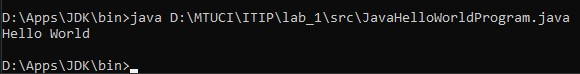 D:\Apps\JDK\bin>java D:\MTUCI\ITIP\lab_1\src\JavaHelloWorldProgram.java
Hello World
D:\Apps\JDK\bin>